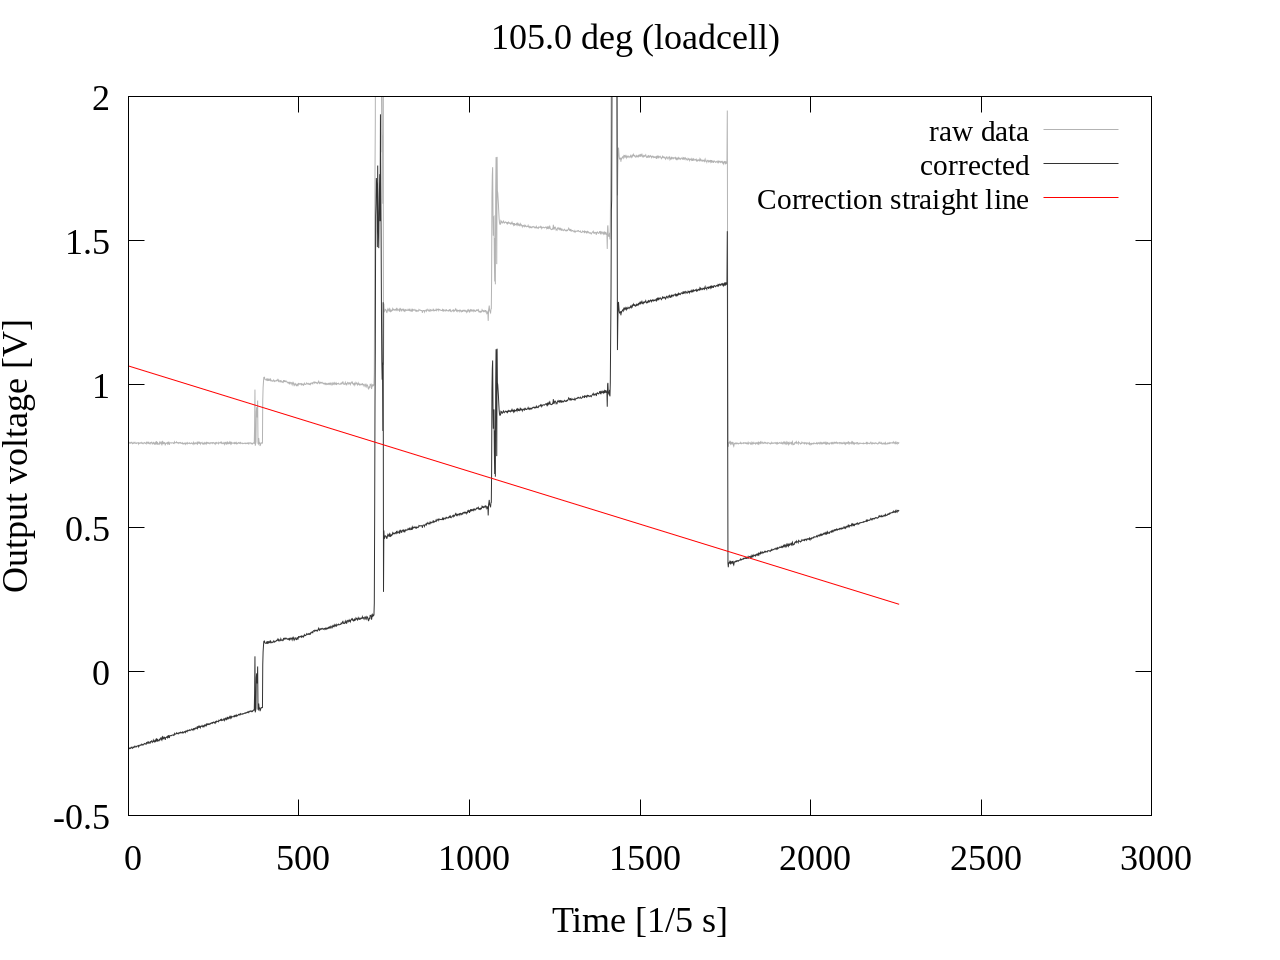 105.0 deg (loadcell)
2
1.5
1
0.5
0
-0.5
Output voltage [V]
raw data
corrected
Correction straight line
0 500 1000 1500 2000 2500 3000
Time [1/5 s]